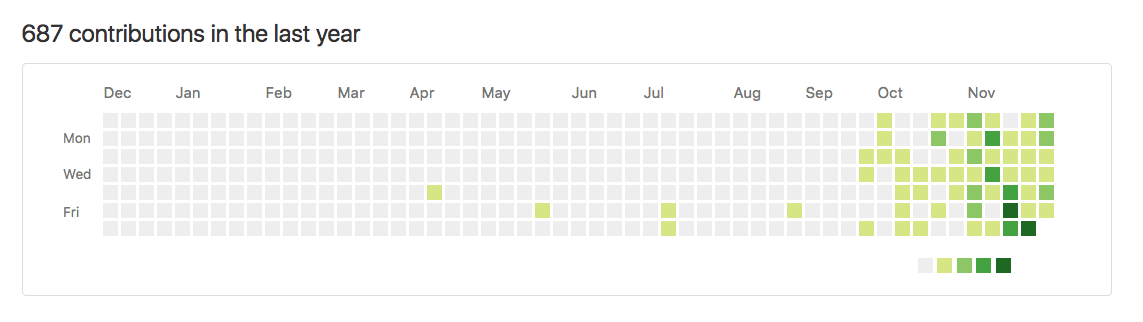 687 contributions in the last year
Dec Jan Feb Mar Apr May Jun Jul Aug Sep Oct Nov
Mon
Wed
Fri